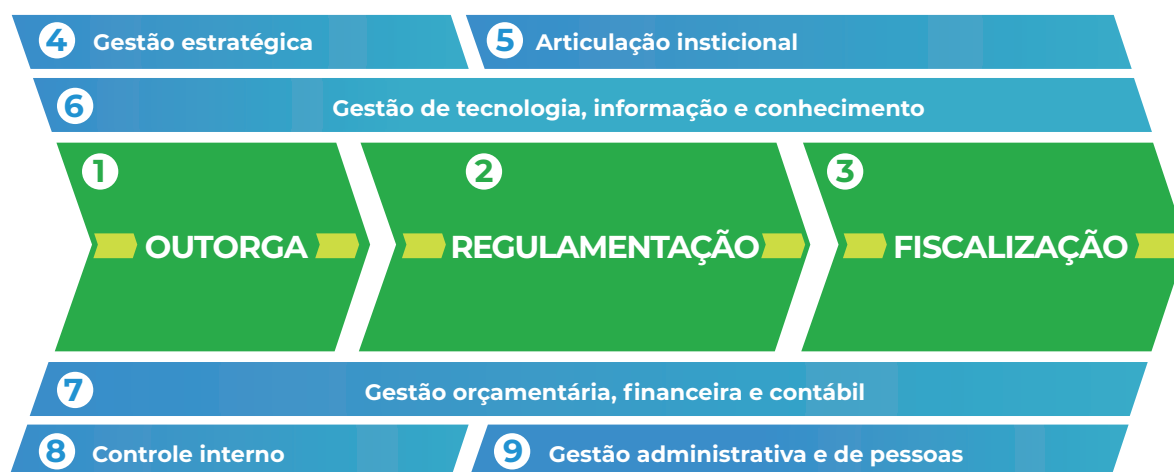 4 Gestão estratégica
5 Articulação insticional
6 Gestão de tecnologia, informação e conhecimento
1 OUTORGA
2 REGULAMENTAÇÃO
3 FISCALIZAÇÃO
7 Gestão orçamentária, financeira e contábil
8 Controle interno
9 Gestão administrativa e de pessoas